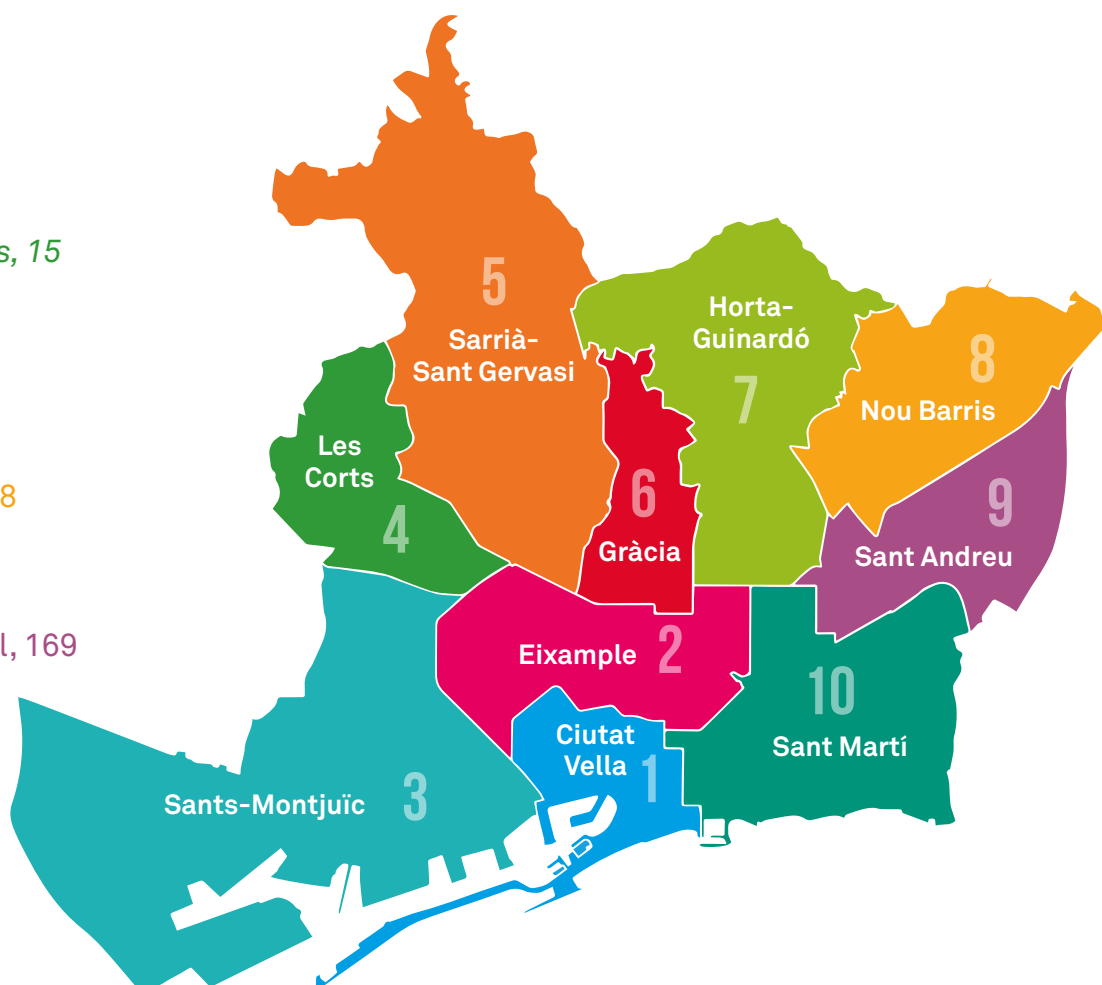 s, 15
8
l, 169
5
Sarrià-
Sant Gervasi
Horta-
Guinardó
7
8
Nou Barris
Les
Corts
4
6
Gràcia
9
Sant Andreu
Eixample 2
10
Sant Martí
Ciutat
Vella 1
Sants-Montjuïc 3